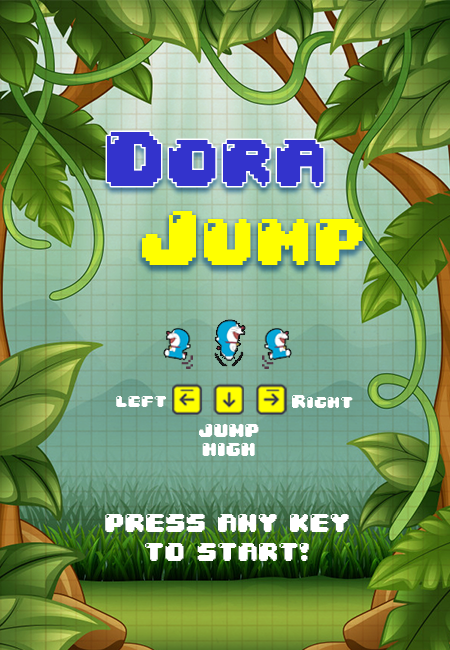 DORA
JUMP
LEFT RIGHT
JUMP
HIGH
PRESS ANY KEY
TO START!